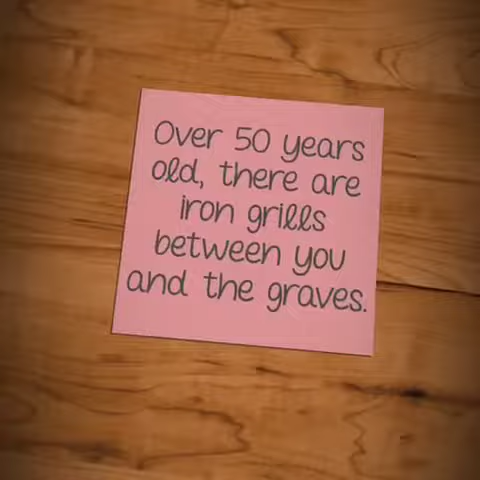 Over 50 years
old, there are
iron grills
between you
and the graves.